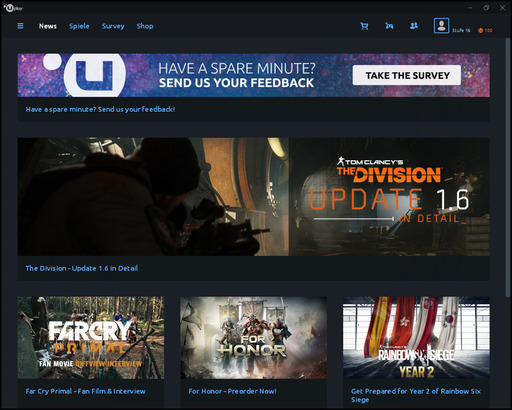 uplay
News Spiele Survey Shop
Stufe 16 100
HAVE A SPARE MINUTE?
SEND US YOUR FEEDBACK
TAKE THE SURVEY
Have a spare minute? Send us your feedback!
TOM CLANCY'S
THE DIVISION
UPDATE 1.6
IN DETAIL_
The Division - Update 1.6 in Detail
FARCRY
PRIMAL
FAN MOVIE
INTERVIEW
FOR
HONOR
TOM CLANCY'S
RAINBOW SIX SIEGE
YEAR 2
Far Cry Primal - Fan Film & Interview
For Honor - Preorder Now!
Get Prepared for Year 2 of Rainbow Six
Siege